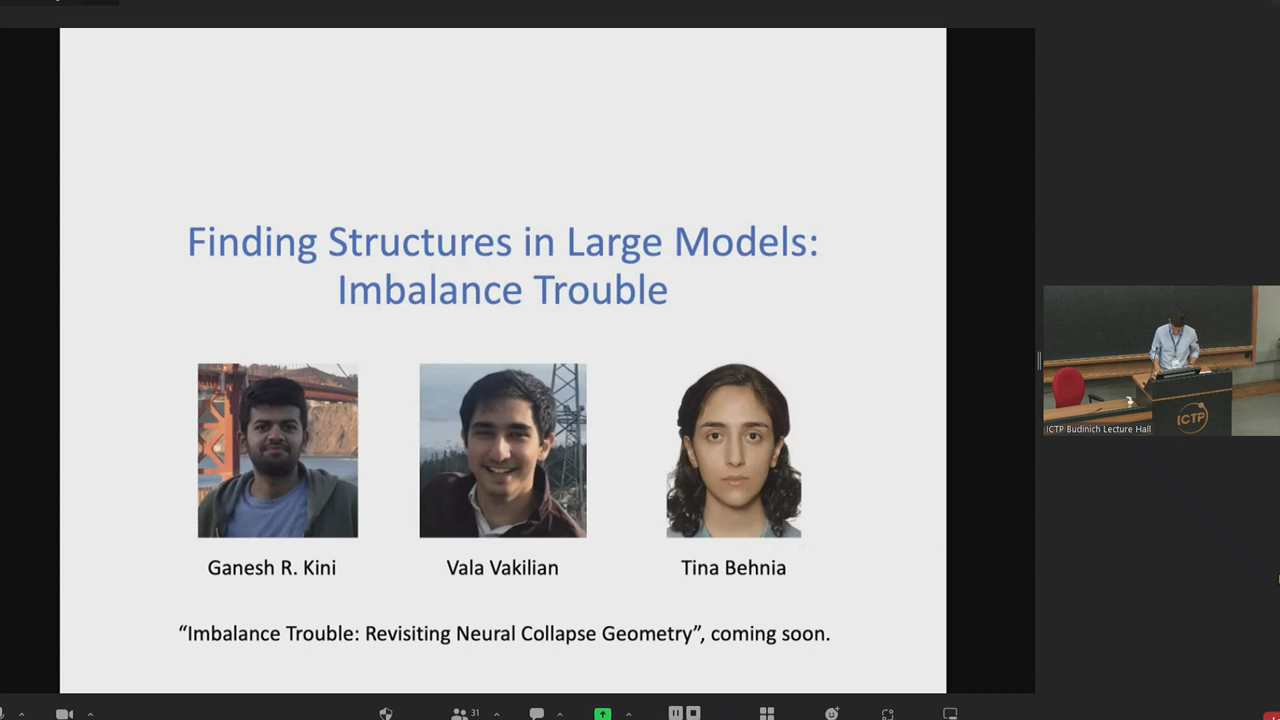 Finding Structures in Large Models:
Imbalance Trouble
Ganesh R. Kini
Vala Vakilian
Tina Behnia
“Imbalance Trouble: Revisiting Neural Collapse Geometry”, coming soon.
ICTP
ICTP Budinich Lecture Hall
31